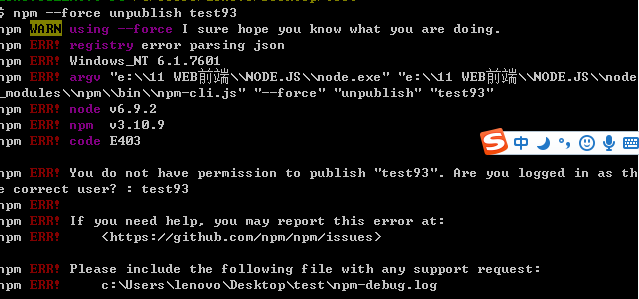 $ npm --force unpublish test93
npm WARN using --force I sure hope you know what you are doing.
npm ERR! registry error parsing json
npm ERR! Windows_NT 6.1.7601
npm ERR! argv "e:\\11 WEB前端\\NODE.JS\\node.exe" "e:\\11 WEB前端\\NODE.JS\\node
_modules\\npm\\bin\\npm-cli.js" "--force" "unpublish" "test93"
npm ERR! node v6.9.2
npm ERR! npm  v3.10.9
npm ERR! code E403
S 中
npm ERR! You do not have permission to publish "test93". Are you logged in as th
e correct user? : test93
npm ERR!
npm ERR! If you need help, you may report this error at:
npm ERR!     <https://github.com/npm/npm/issues>
npm ERR! Please include the following file with any support request:
npm ERR!     c:\Users\lenovo\Desktop\test\npm-debug.log